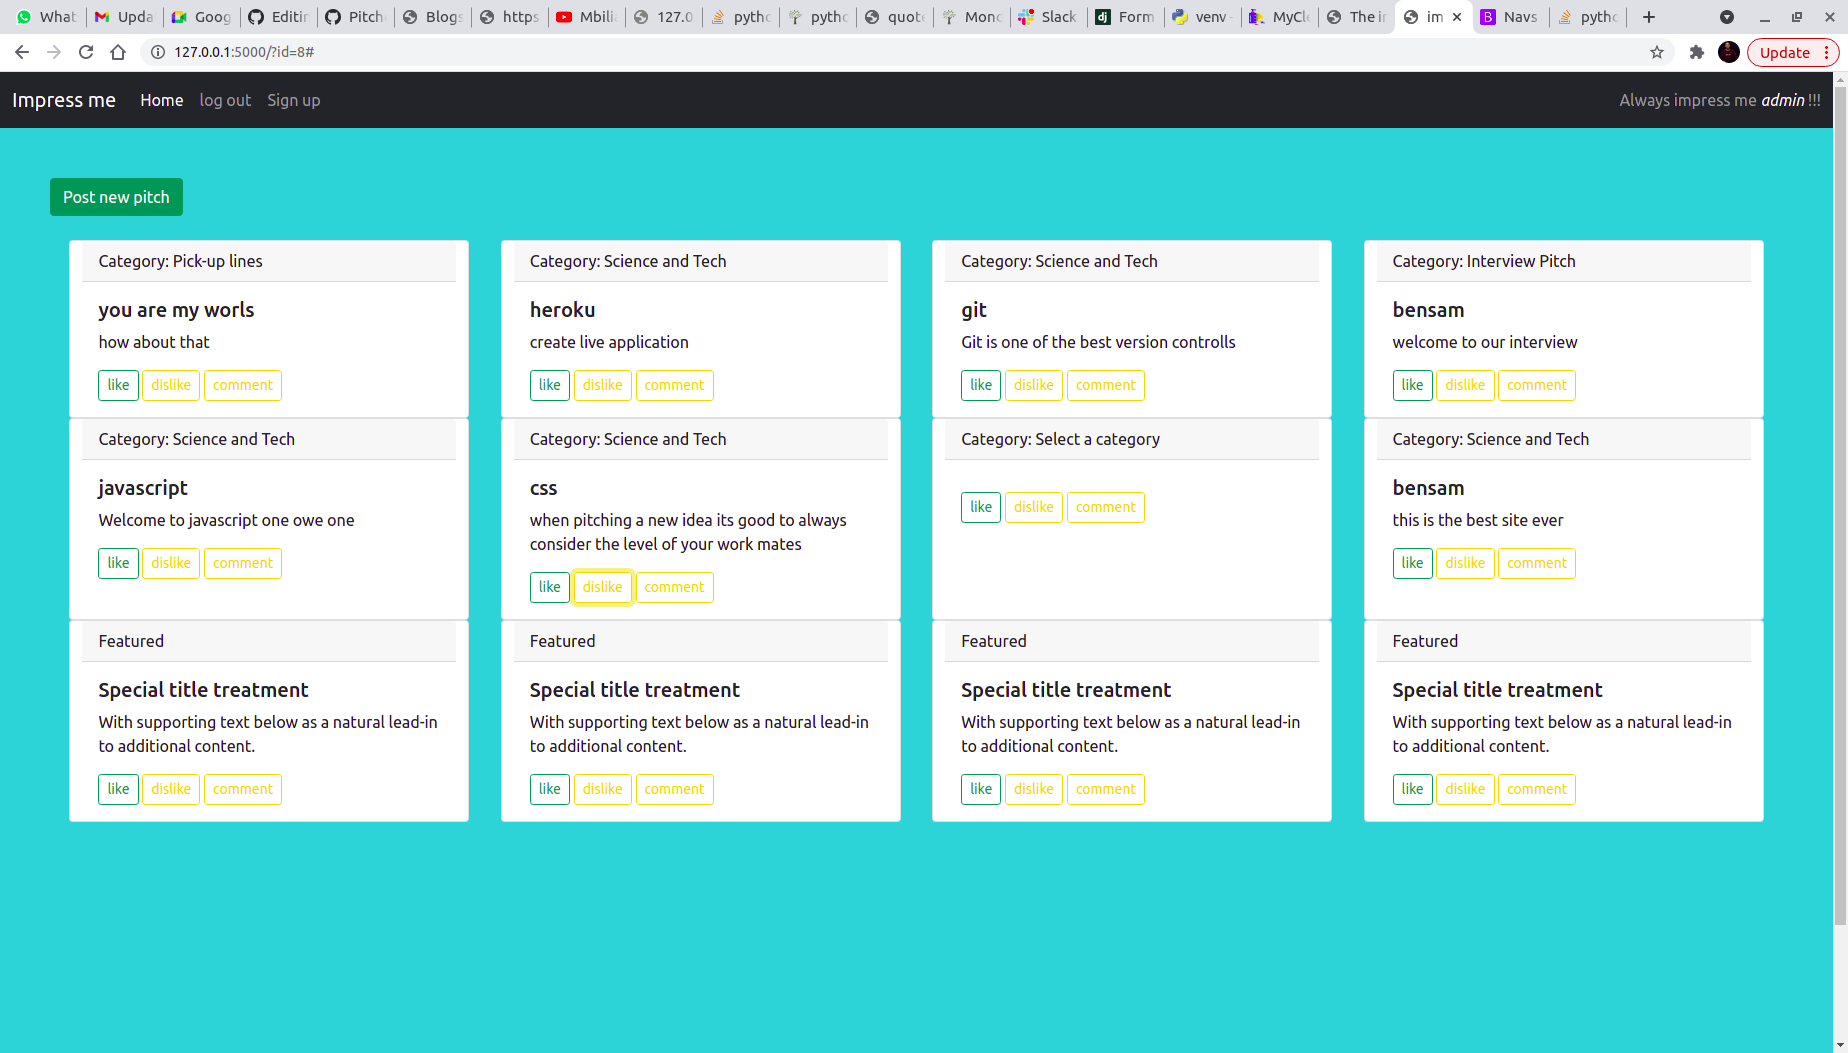 What Upda Goog Editin Pitch Blogs https Mbilia 127.0 pytho pytho quote Mong Slack Form venv MyCle The in im Navs pytho
127.0.0.1:5000/?id=8# Update
Impress me Home log out Sign up Always impress me admin !!!
Post new pitch
Category: Pick-up lines
you are my worls
how about that
like dislike comment
Category: Science and Tech
heroku
create live application
like dislike comment
Category: Science and Tech
git
Git is one of the best version controlls
like dislike comment
Category: Interview Pitch
bensam
welcome to our interview
like dislike comment
Category: Science and Tech
javascript
Welcome to javascript one owe one
like dislike comment
Category: Science and Tech
css
when pitching a new idea its good to always
consider the level of your work mates
like dislike comment
Category: Select a category
like dislike comment
Category: Science and Tech
bensam
this is the best site ever
like dislike comment
Featured
Special title treatment
With supporting text below as a natural lead-in
to additional content.
like dislike comment
Featured
Special title treatment
With supporting text below as a natural lead-in
to additional content.
like dislike comment
Featured
Special title treatment
With supporting text below as a natural lead-in
to additional content.
like dislike comment
Featured
Special title treatment
With supporting text below as a natural lead-in
to additional content.
like dislike comment